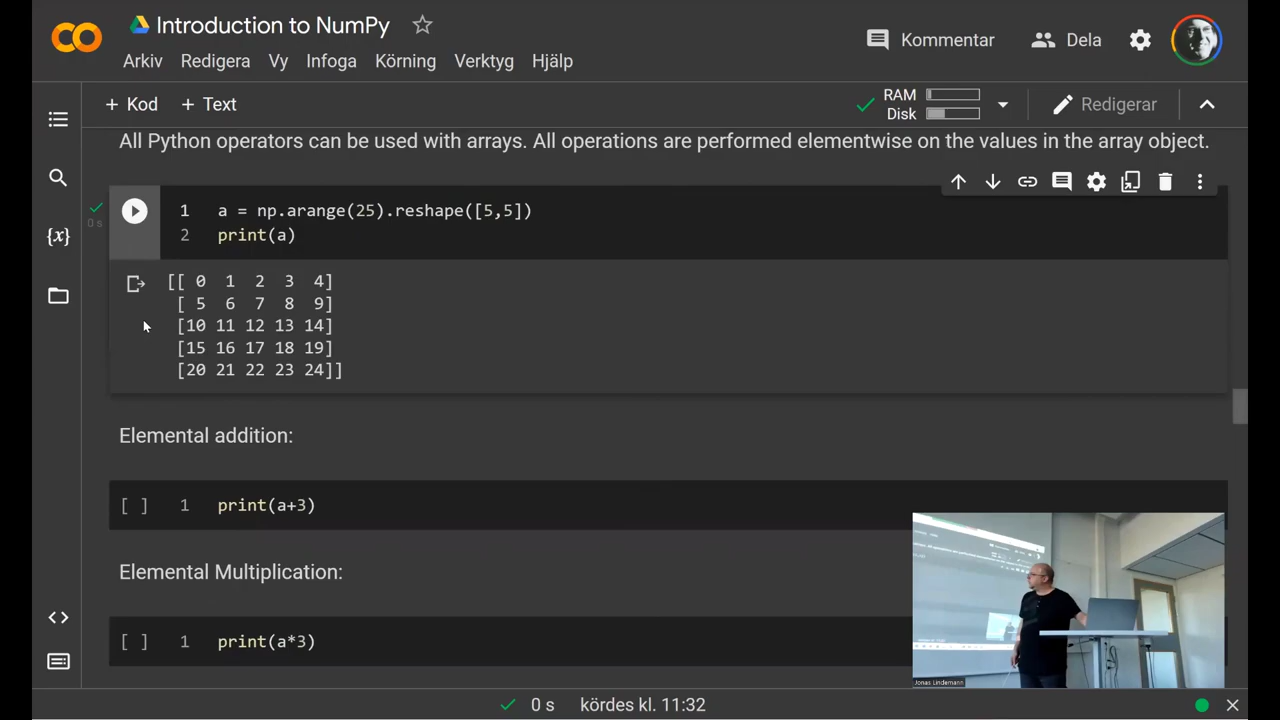 Introduction to NumPy
Kommentar
Dela
Arkiv Redigera Vy Infoga Körning Verktyg Hjälp
+ Kod + Text
RAM
Disk
Redigerar
All Python operators can be used with arrays. All operations are performed elementwise on the values in the array object.
0 s
1 a = np.arange(25).reshape([5,5])
2 print(a)
[[ 0 1 2 3 4]
[ 5 6 7 8 9]
[10 11 12 13 14]
[15 16 17 18 19]
[20 21 22 23 24]]
Elemental addition:
[ ] 1 print(a+3)
Elemental Multiplication:
[ ] 1 print(a*3)
Jonas Lindemann
0 s kördes kl. 11:32